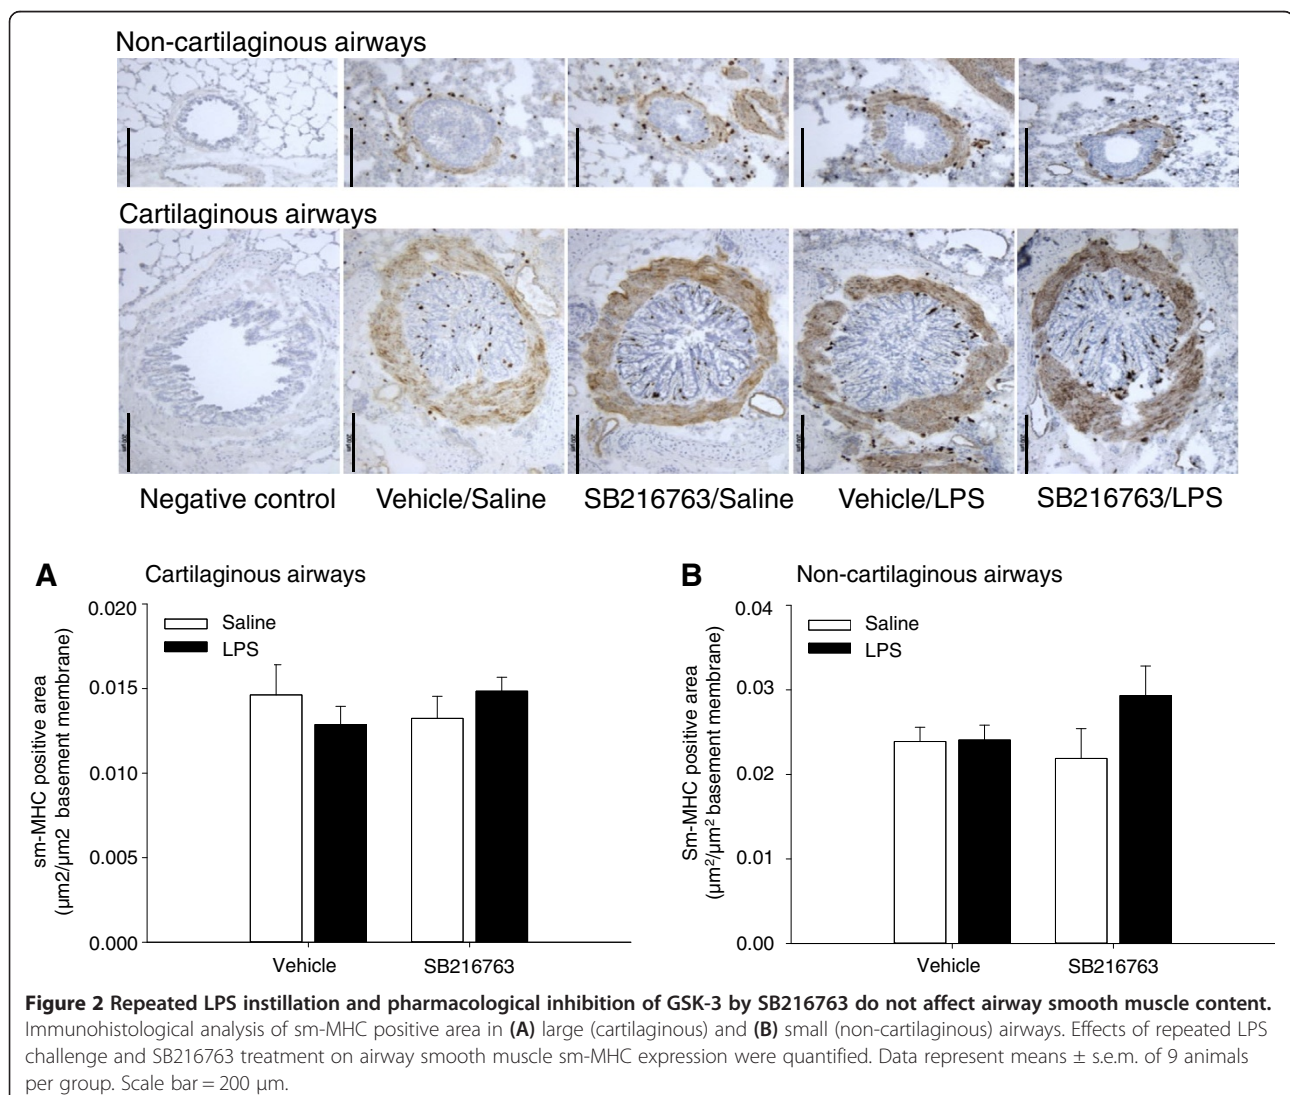 Non-cartilaginous airways
Cartilaginous airways
Negative control Vehicle/Saline SB216763/Saline Vehicle/LPS SB216763/LPS
A Cartilaginous airways
0.020
0.015
0.010
0.005
0.000
sm-MHC positive area
(µm2/µm2 basement membrane)
Saline
LPS
Vehicle SB216763
B Non-cartilaginous airways
0.04
0.03
0.02
0.01
0.00
Sm-MHC positive area
(µm²/µm² basement membrane)
Saline
LPS
Vehicle SB216763
Figure 2 Repeated LPS instillation and pharmacological inhibition of GSK-3 by SB216763 do not affect airway smooth muscle content.
Immunohistological analysis of sm-MHC positive area in (A) large (cartilaginous) and (B) small (non-cartilaginous) airways. Effects of repeated LPS
challenge and SB216763 treatment on airway smooth muscle sm-MHC expression were quantified. Data represent means ± s.e.m. of 9 animals
per group. Scale bar = 200 µm.